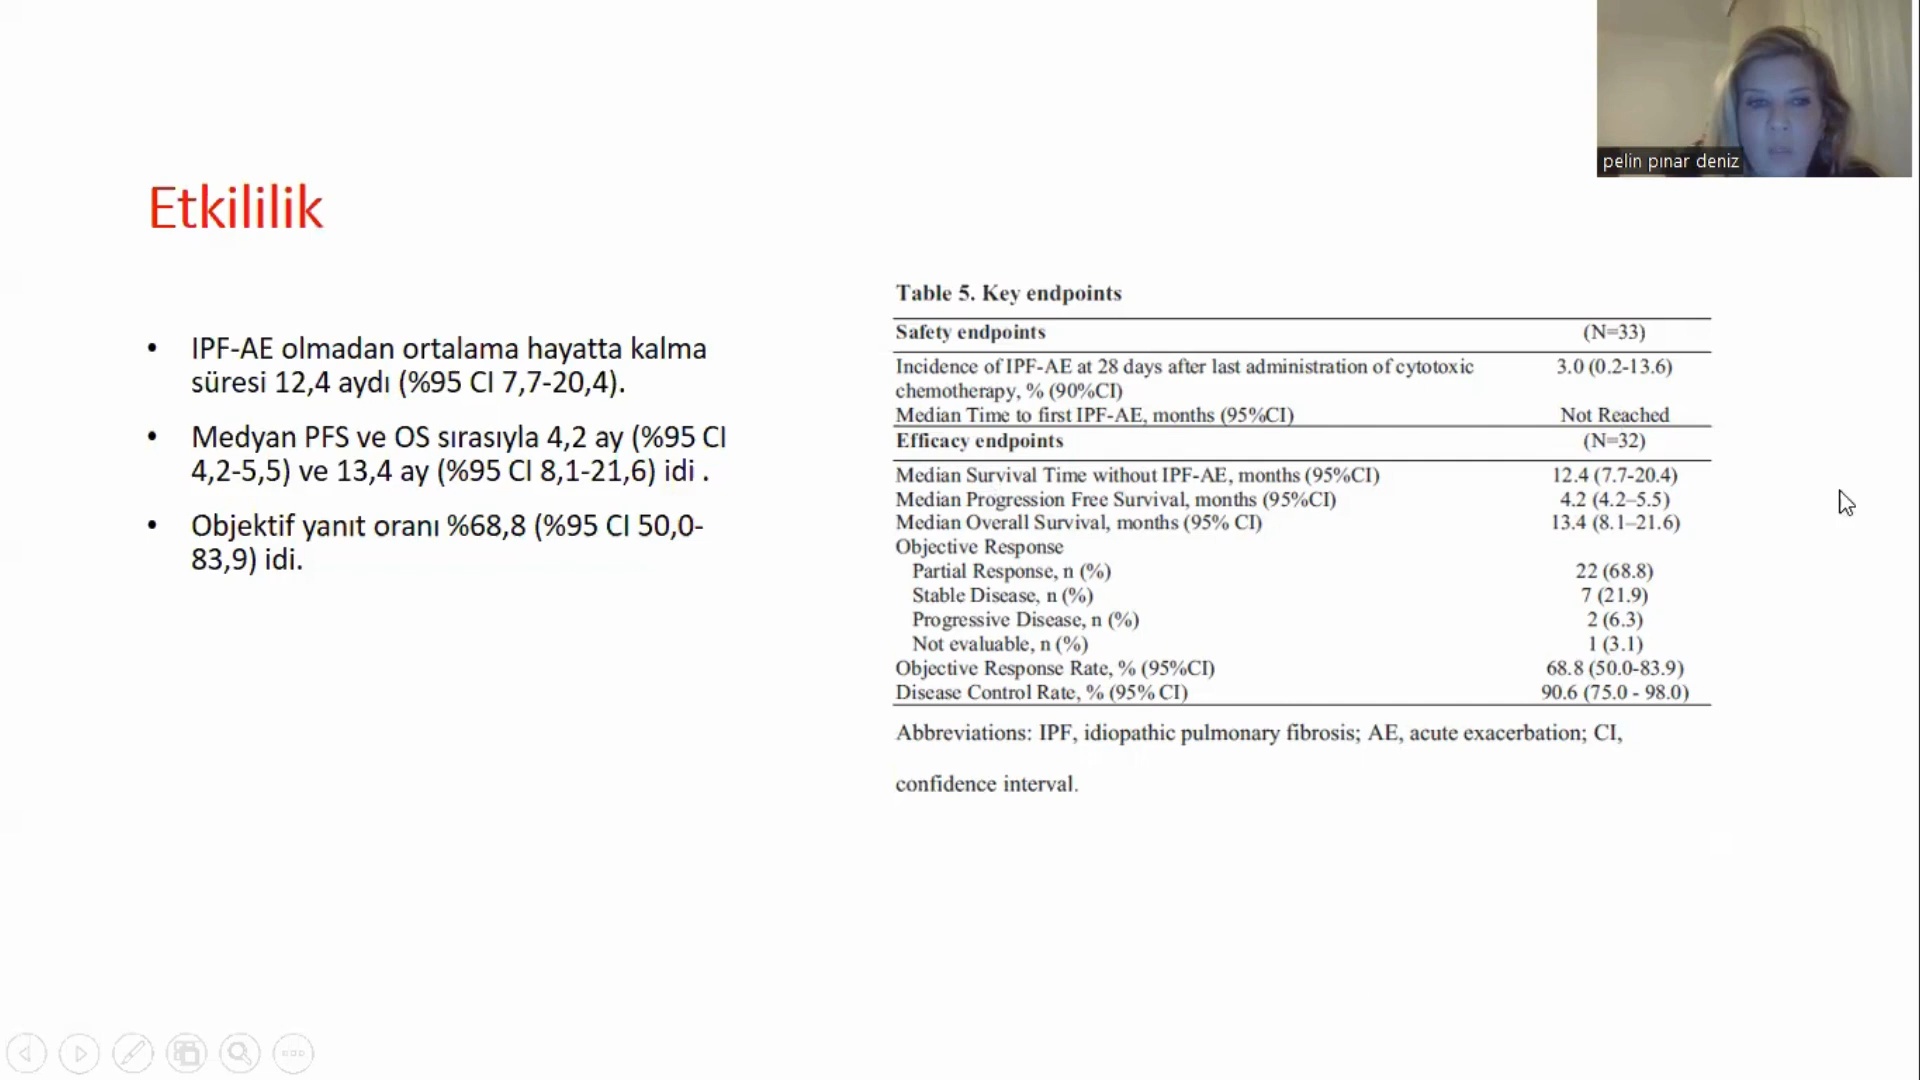 pelin pınar deniz
Etkililik
• IPF-AE olmadan ortalama hayatta kalma
süresi 12,4 aydı (%95 CI 7,7-20,4).
• Medyan PFS ve OS sırasıyla 4,2 ay (%95 CI
4,2-5,5) ve 13,4 ay (%95 CI 8,1-21,6) idi .
• Objektif yanıt oranı %68,8 (%95 CI 50,0-
83,9) idi.
Table 5. Key endpoints
Safety endpoints (N=33)
Incidence of IPF-AE at 28 days after last administration of cytotoxic 3.0 (0.2-13.6)
chemotherapy, % (90%CI)
Median Time to first IPF-AE, months (95%CI) Not Reached
Efficacy endpoints (N=32)
Median Survival Time without IPF-AE, months (95%CI) 12.4 (7.7-20.4)
Median Progression Free Survival, months (95%CI) 4.2 (4.2–5.5)
Median Overall Survival, months (95% CI) 13.4 (8.1–21.6)
Objective Response
Partial Response, n (%) 22 (68.8)
Stable Disease, n (%) 7 (21.9)
Progressive Disease, n (%) 2 (6.3)
Not evaluable, n (%) 1 (3.1)
Objective Response Rate, % (95%CI) 68.8 (50.0-83.9)
Disease Control Rate, % (95% CI) 90.6 (75.0 - 98.0)
Abbreviations: IPF, idiopathic pulmonary fibrosis; AE, acute exacerbation; CI,
confidence interval.